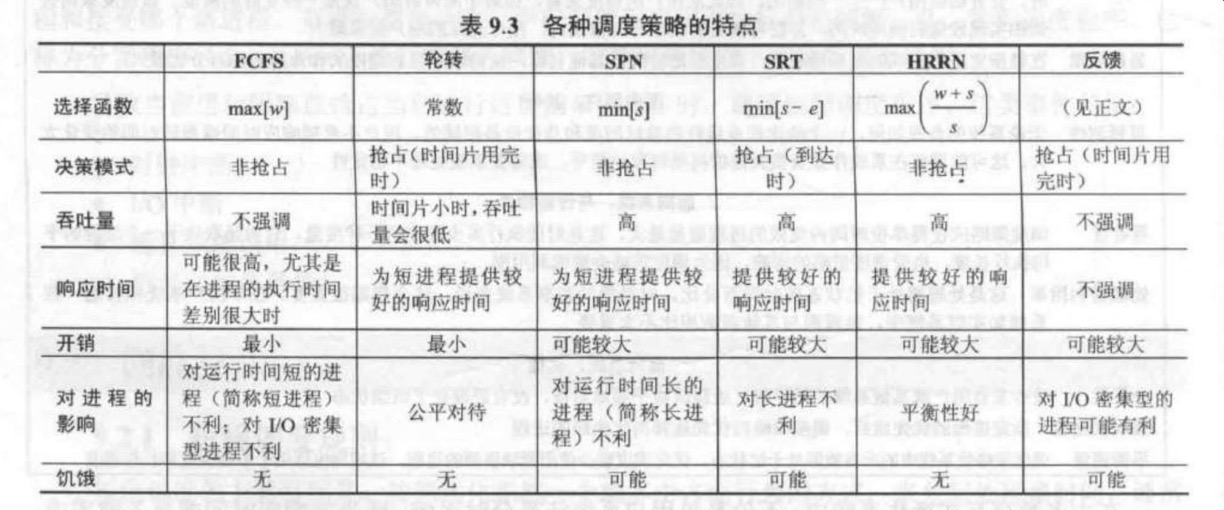 表 9.3 各种调度策略的特点
FCFS 轮转 SPN SRT HRRN 反馈
选择函数 max[w] 常数 min[s] min[s − e] max((w + s) / s) （见正文）
决策模式 非抢占 抢占(时间片用完时） 非抢占 抢占（到达时） 非抢占 抢占（时间片用完时）
吞吐量 不强调 时间片小时，吞吐量会很低 高 高 高 不强调
响应时间 可能很高，尤其是在进程的执行时间差别很大时 为短进程提供较好的响应时间 为短进程提供较好的响应时间 提供较好的响应时间 提供较好的响应时间 不强调
开销 最小 最小 可能较大 可能较大 可能较大 可能较大
对进程的影响 对运行时间短的进程（简称短进程）不利；对 I/O 密集型进程不利 公平对待 对运行时间长的进程（简称长进程）不利 对长进程不利 平衡性好 对 I/O 密集型的进程可能有利
饥饿 无 无 可能 可能 无 可能